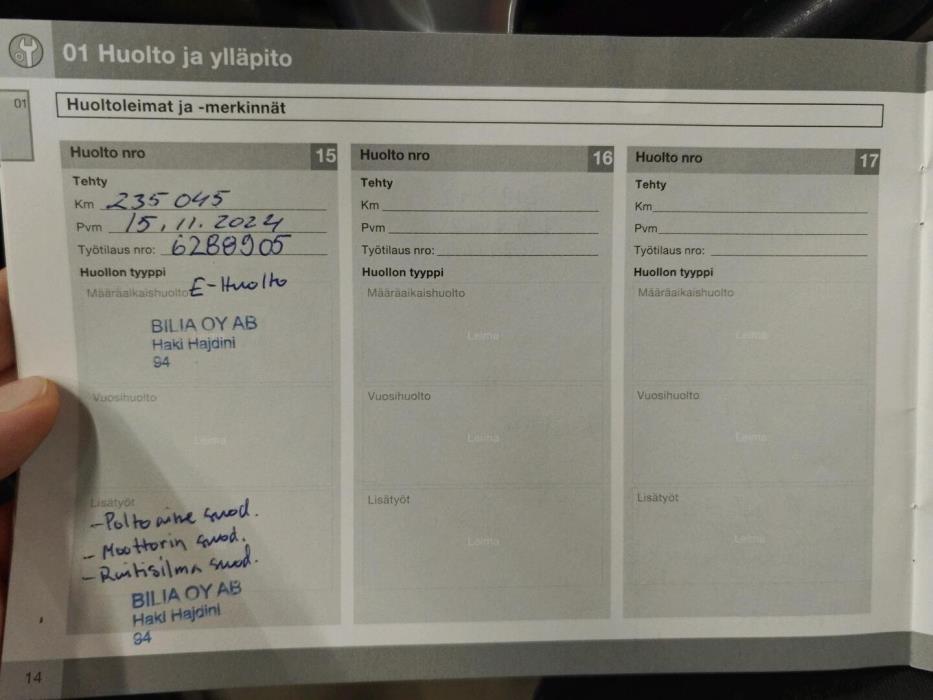 01 Huolto ja ylläpito
01
Huoltoleimat ja -merkinnät
Huolto nro 15
Tehty
Km 235 045
Pvm 15.11.2024
Työtilaus nro: 6288905
Huollon tyyppi
Määräaikaishuolto E-Huolto
BILIA OY AB
Haki Hajdini
94
Vuosihuolto
Leima
Lisätyöt
- Poltoaine suod.
- Moottorin suod.
- Raitisilma suod.
BILIA OY AB
Haki Hajdini
94
Huolto nro 16
Tehty
Km
Pvm
Työtilaus nro:
Huollon tyyppi
Määräaikaishuolto
Leima
Vuosihuolto
Leima
Lisätyöt
Leima
Huolto nro 17
Tehty
Km
Pvm
Työtilaus nro:
Huollon tyyppi
Määräaikaishuolto
Leima
Vuosihuolto
Leima
Lisätyöt
Leima
14